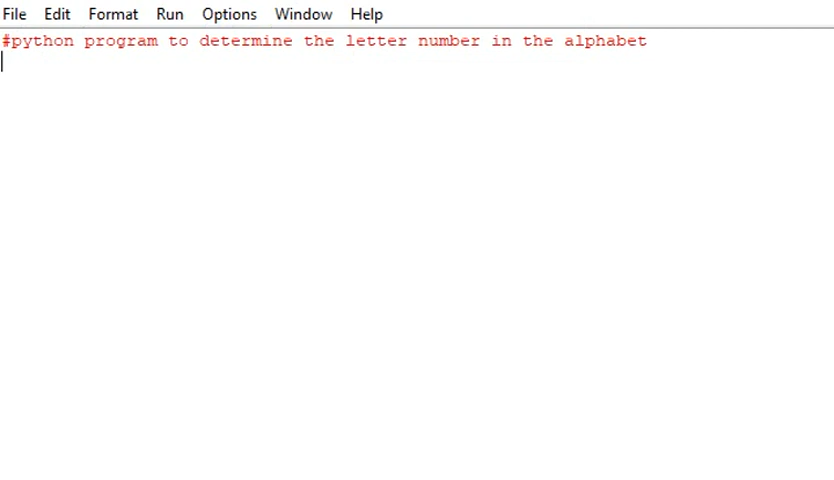 File Edit Format Run Options Window Help
#python program to determine the letter number in the alphabet